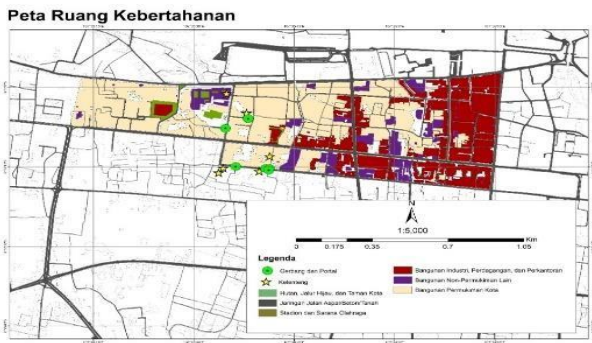 Peta Ruang Kebertahanan
N
1:5,000
Km
0 0.175 0.35 0.7 1.05
Legenda
Gerbang dan Portal
Kelenteng
Hutan, Jalur Hijau, dan Taman Kota
Jaringan Jalan Aspal/Beton/Tanah
Stadion dan Sarana Olahraga
Bangunan Industri, Perdagangan, dan Perkantoran
Bangunan Non-Permukiman Lain
Bangunan Permukiman Kota